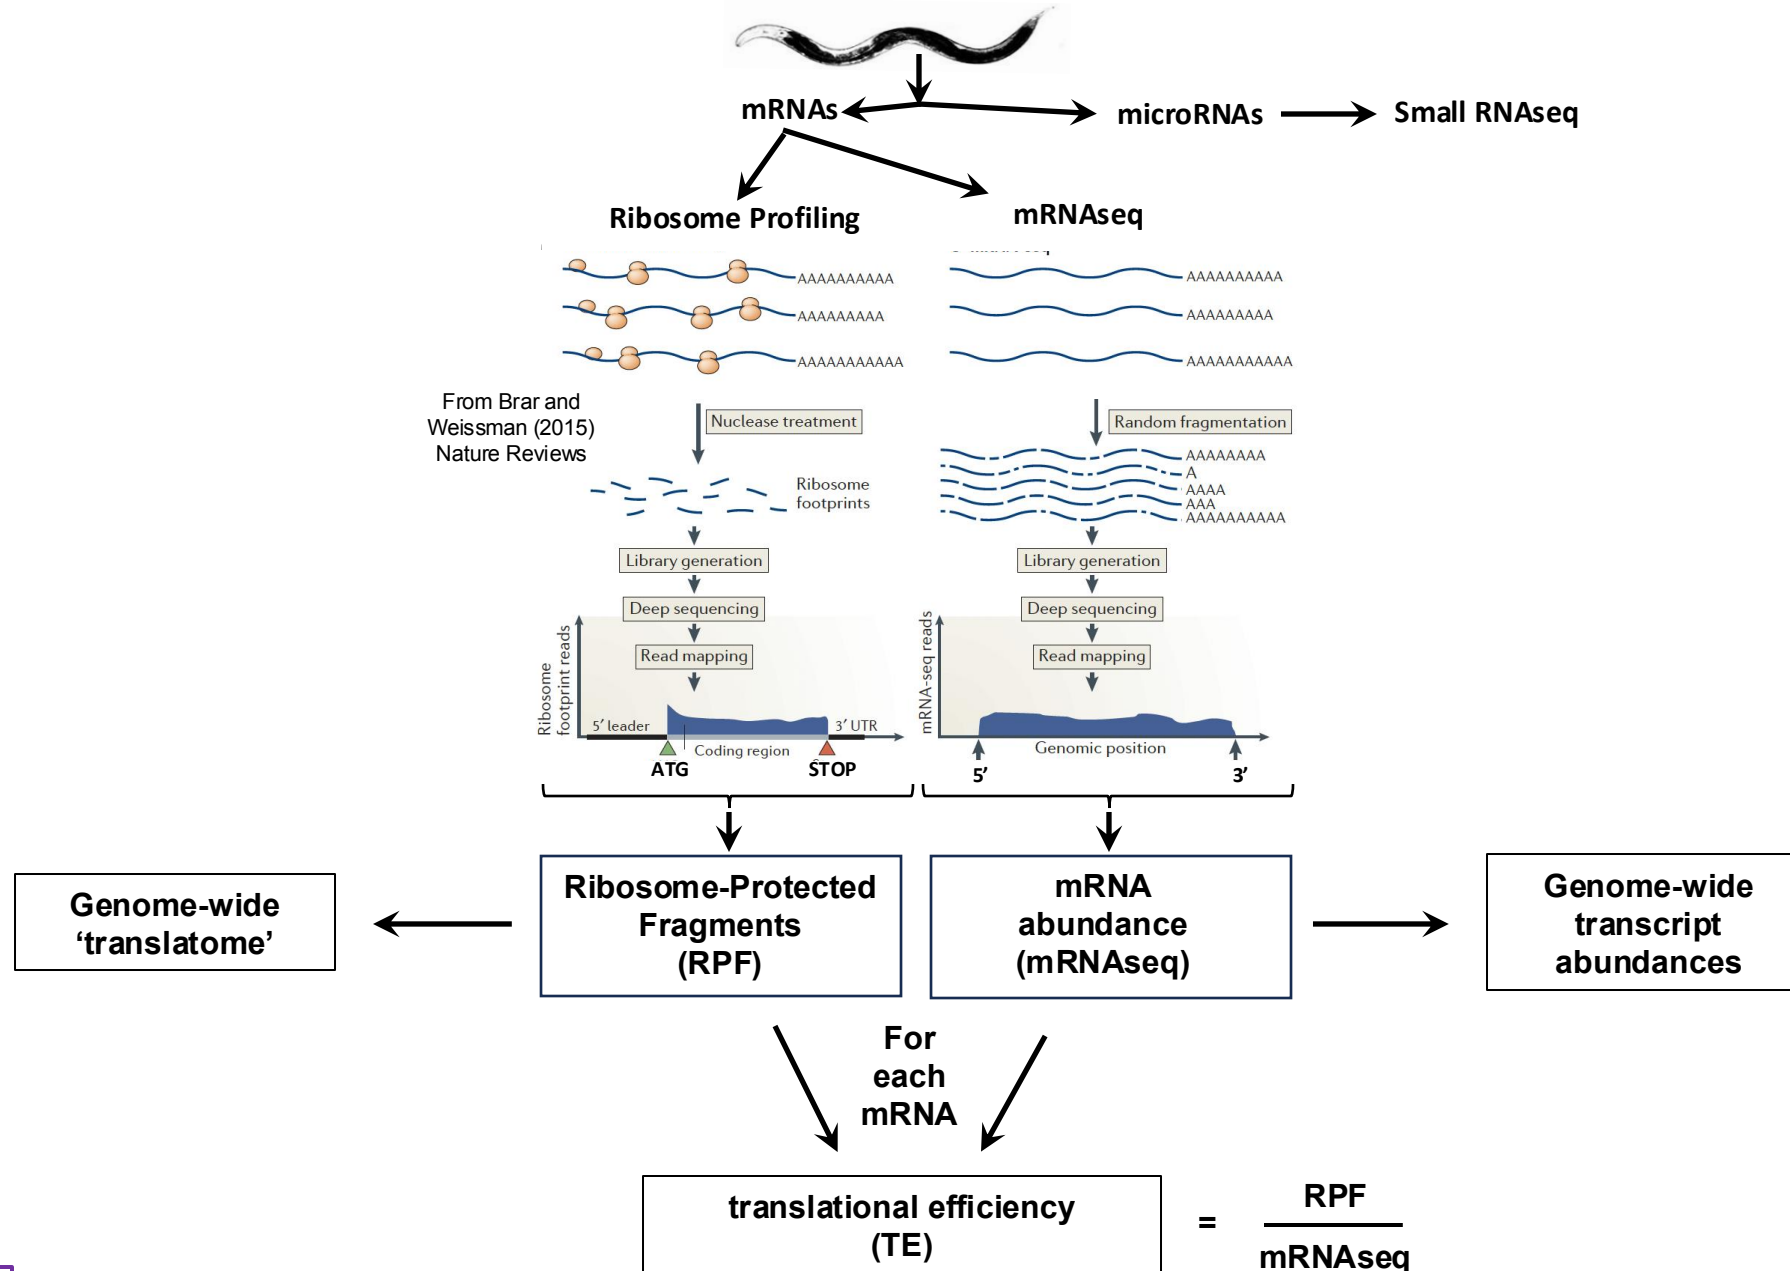 mRNAs
microRNAs
Small RNAseq
Ribosome Profiling
mRNAseq
AAAAAAAAAA
AAAAAAAAA
AAAAAAAAAAA
AAAAAAAAAA
AAAAAAAAA
AAAAAAAAAAA
From Brar and
Weissman (2015)
Nature Reviews
Nuclease treatment
Random fragmentation
Ribosome
footprints
AAAAAAAA
A
AAAA
AAA
AAAAAAAAAA
Library generation
Deep sequencing
Read mapping
Ribosome
footprint reads
5′ leader
3′ UTR
Coding region
ATG
STOP
Library generation
Deep sequencing
Read mapping
mRNA-seq reads
Genomic position
5’
3’
Genome-wide
‘translatome’
Ribosome-Protected
Fragments
(RPF)
mRNA
abundance
(mRNAseq)
Genome-wide
transcript
abundances
For
each
mRNA
translational efficiency
(TE)
=
RPF
mRNAseq